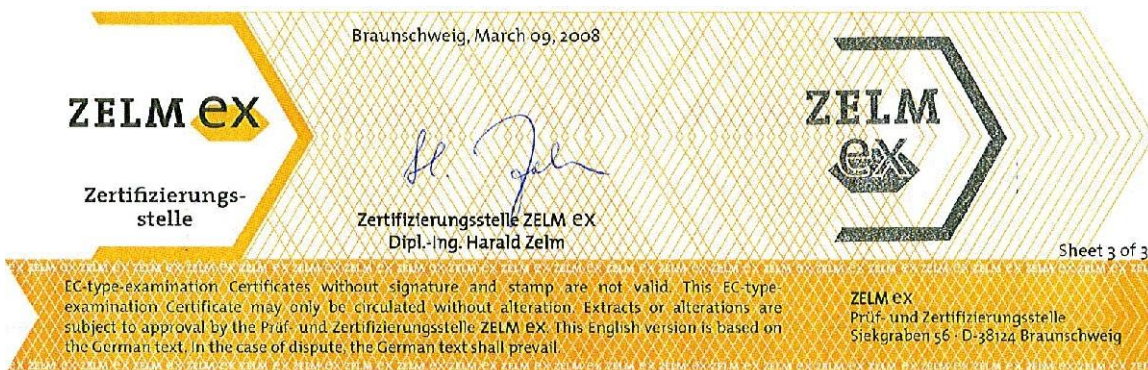 Braunschweig, March 09, 2008
ZELM ex
Zertifizierungs-
stelle
Zertifizierungsstelle ZELM ex
Dipl.-Ing. Harald Zelm
ZELM
ex
Sheet 3 of 3
EC-type-examination Certificates without signature and stamp are not valid. This EC-type-
examination Certificate may only be circulated without alteration. Extracts or alterations are
subject to approval by the Prüf- und Zertifizierungsstelle ZELM ex. This English version is based on
the German text. In the case of dispute, the German text shall prevail.
ZELM ex
Prüf- und Zertifizierungsstelle
Siekgraben 56 · D-38124 Braunschweig